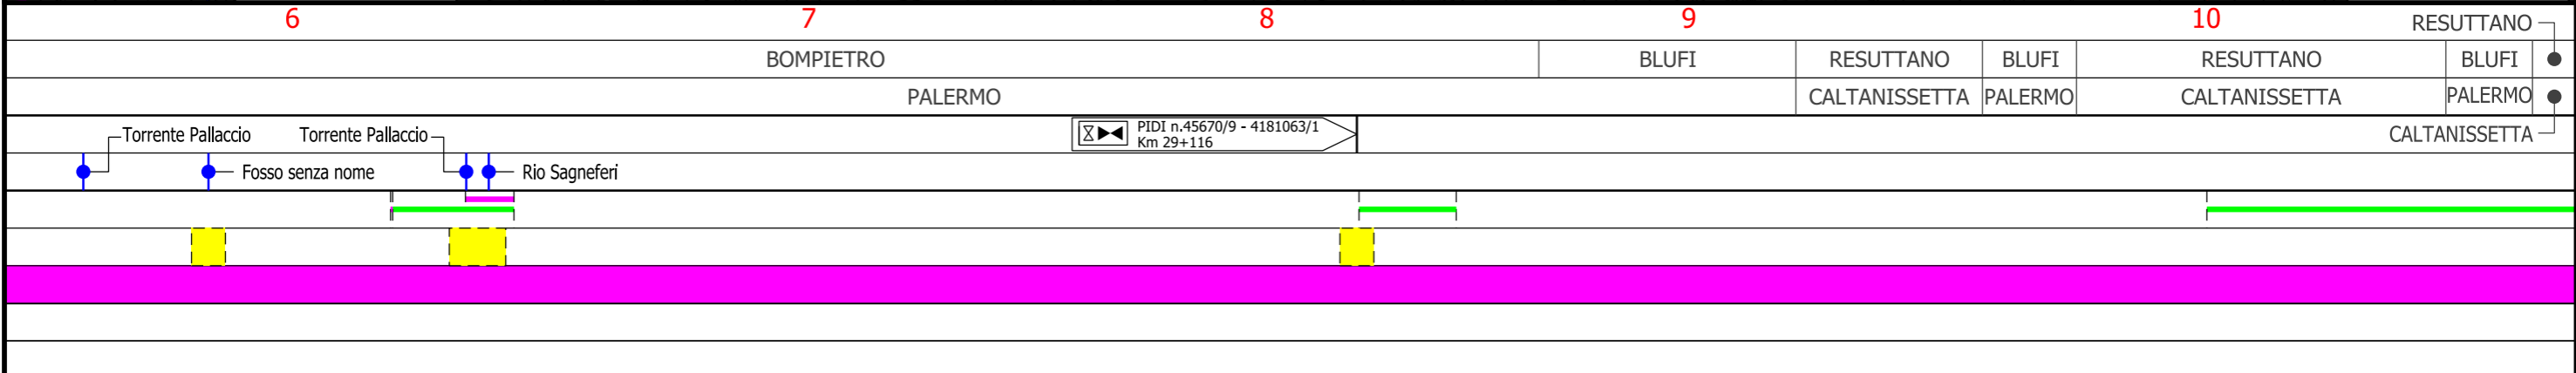 6 7 8 9 10
RESUTTANO
BOMPIETRO BLUFI RESUTTANO BLUFI RESUTTANO BLUFI
PALERMO CALTANISSETTA PALERMO CALTANISSETTA PALERMO
CALTANISSETTA
Torrente Pallaccio Torrente Pallaccio
PIDI n.45670/9 - 4181063/1
Km 29+116
Fosso senza nome Rio Sagneferi